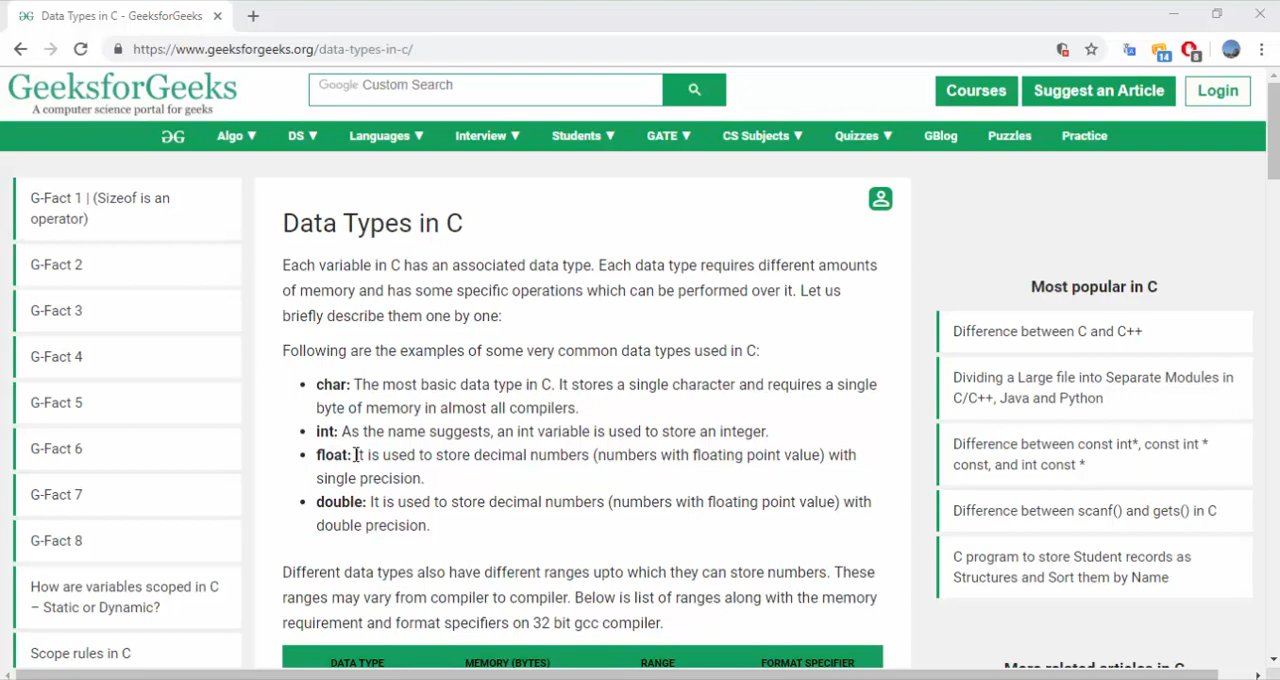 Data Types in C - GeeksforGeeks
https://www.geeksforgeeks.org/data-types-in-c/
14
8
GeeksforGeeks
A computer science portal for geeks
Google Custom Search
Courses
Suggest an Article
Login
Algo ▼
DS ▼
Languages ▼
Interview ▼
Students ▼
GATE ▼
CS Subjects ▼
Quizzes ▼
GBlog
Puzzles
Practice
G-Fact 1 | (Sizeof is an
operator)
G-Fact 2
G-Fact 3
G-Fact 4
G-Fact 5
G-Fact 6
G-Fact 7
G-Fact 8
How are variables scoped in C
– Static or Dynamic?
Scope rules in C
Data Types in C
Each variable in C has an associated data type. Each data type requires different amounts
of memory and has some specific operations which can be performed over it. Let us
briefly describe them one by one:
Following are the examples of some very common data types used in C:
• char: The most basic data type in C. It stores a single character and requires a single
byte of memory in almost all compilers.
• int: As the name suggests, an int variable is used to store an integer.
• float: It is used to store decimal numbers (numbers with floating point value) with
single precision.
• double: It is used to store decimal numbers (numbers with floating point value) with
double precision.
Different data types also have different ranges upto which they can store numbers. These
ranges may vary from compiler to compiler. Below is list of ranges along with the memory
requirement and format specifiers on 32 bit gcc compiler.
DATA TYPE MEMORY (BYTES) RANGE FORMAT SPECIFIER
Most popular in C
Difference between C and C++
Dividing a Large file into Separate Modules in
C/C++, Java and Python
Difference between const int*, const int *
const, and int const *
Difference between scanf() and gets() in C
C program to store Student records as
Structures and Sort them by Name
More related articles in C